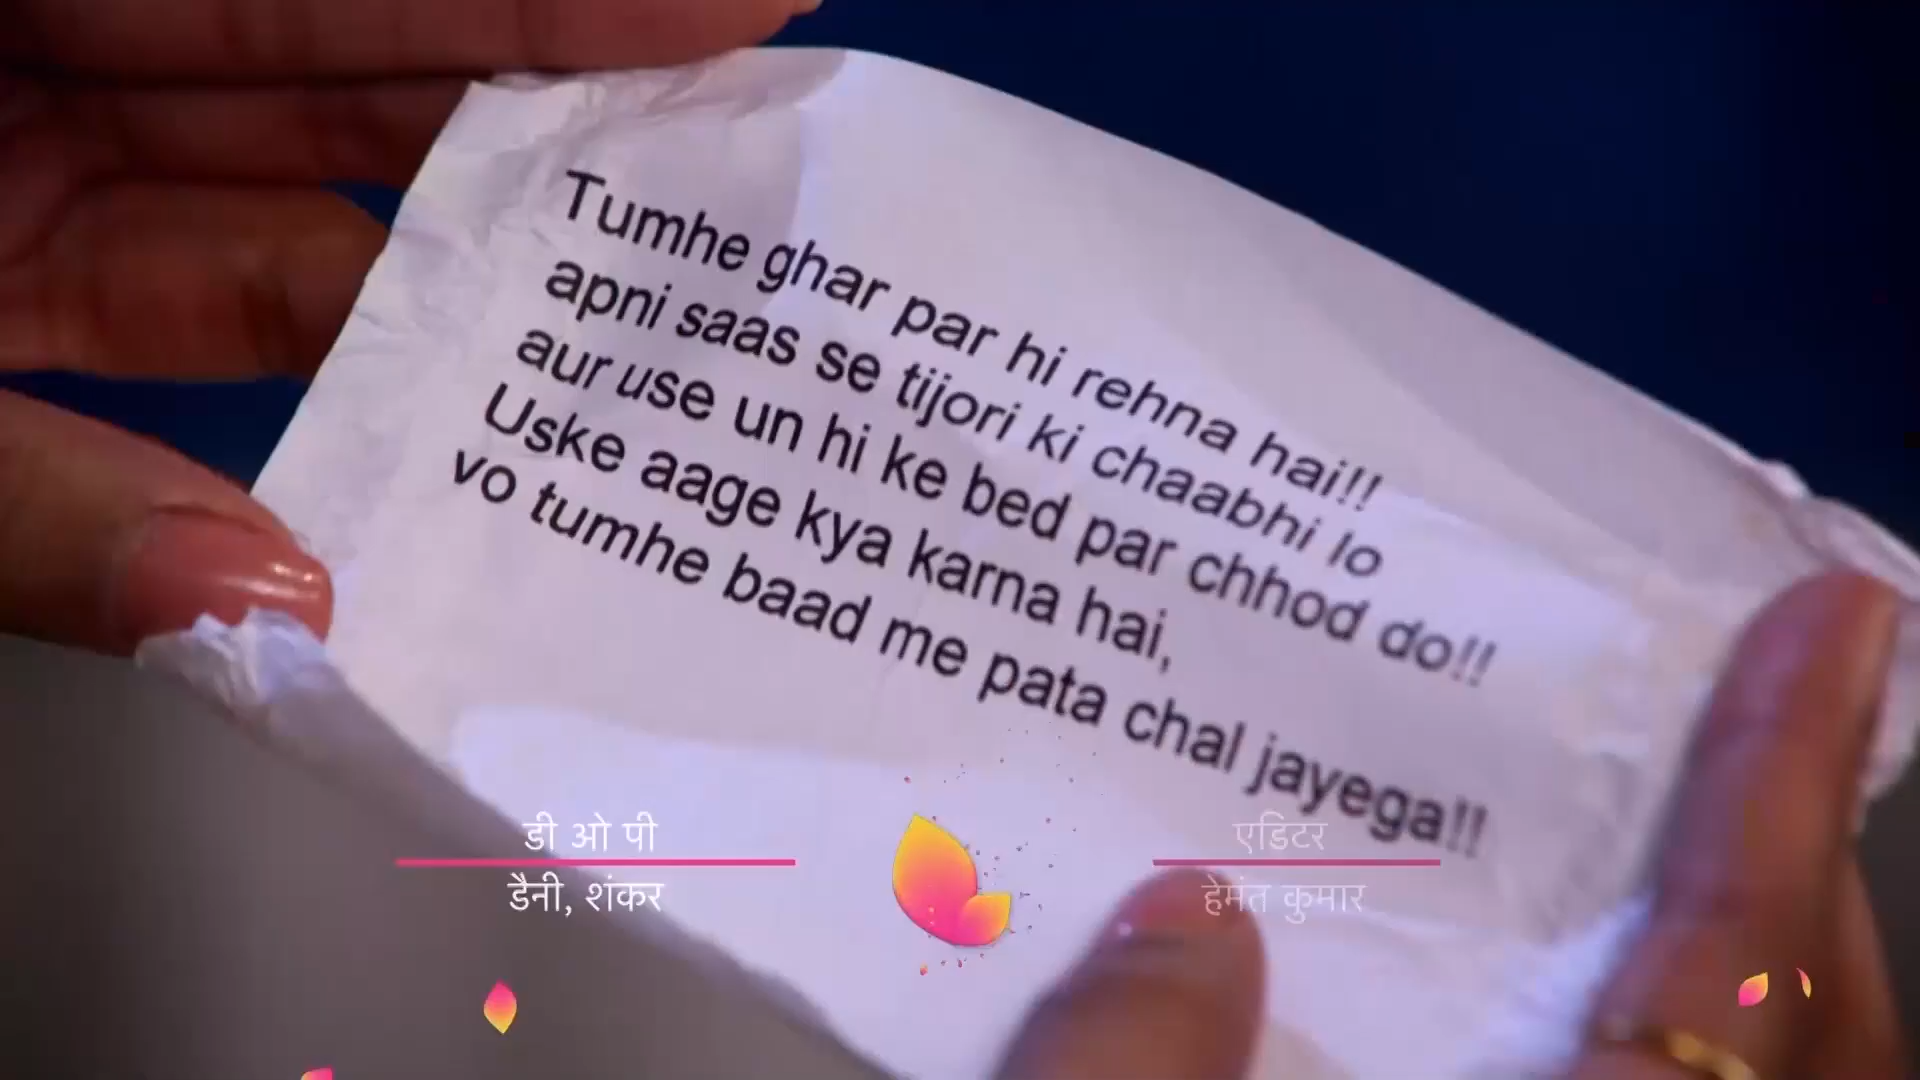 Tumhe ghar par hi rehna hai!!
apni saas se tijori ki chaabhi lo
aur use un hi ke bed par chhod do!!
Uske aage kya karna hai,
vo tumhe baad me pata chal jayega!!
डी ओ पी
डैनी, शंकर
एडिटर
हेमंत कुमार